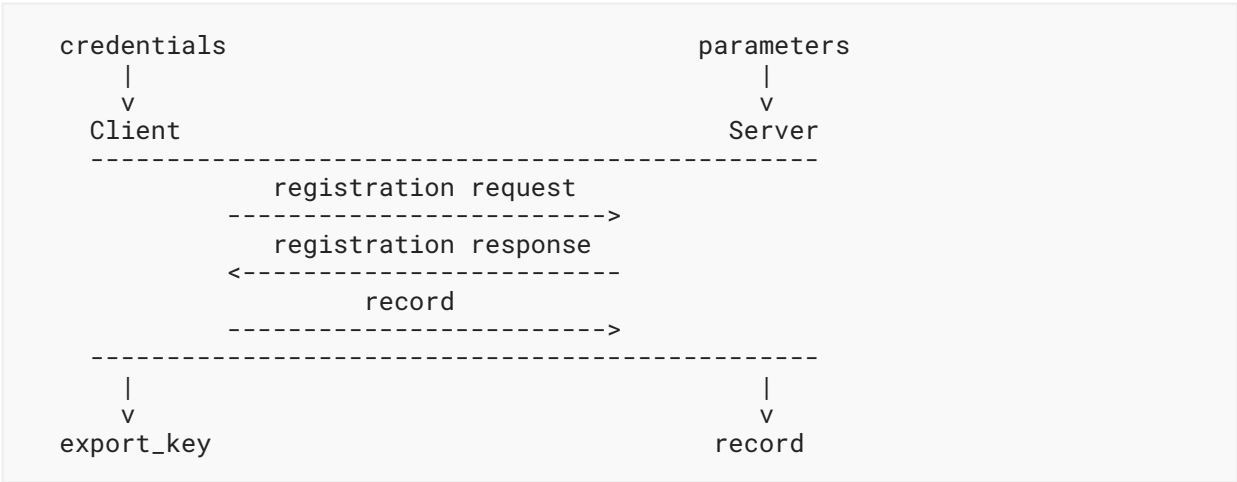 credentials                               parameters
    |                                         |
    v                                         v
  Client                                    Server
  ------------------------------------------------
              registration request
           ------------------------->
              registration response
           <-------------------------
                    record
           ------------------------->
  ------------------------------------------------
    |                                         |
    v                                         v
export_key                                 record